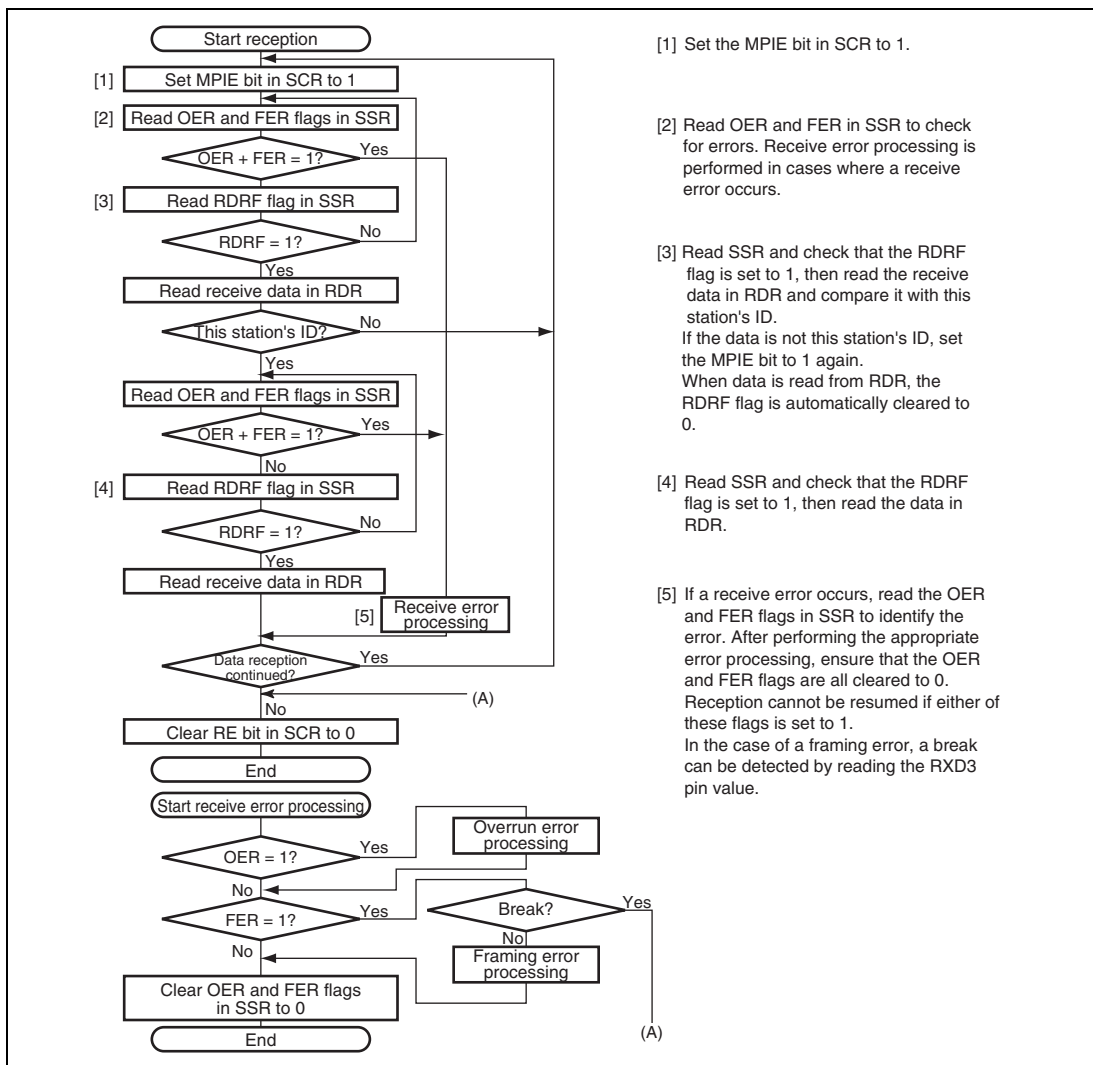 Start reception
[1] Set MPIE bit in SCR to 1
[2] Read OER and FER flags in SSR
OER + FER = 1?
Yes
[3] Read RDRF flag in SSR
RDRF = 1?
No
Yes
Read receive data in RDR
This station's ID?
No
Yes
Read OER and FER flags in SSR
OER + FER = 1?
Yes
No
[4] Read RDRF flag in SSR
RDRF = 1?
No
Yes
Read receive data in RDR
[5] Receive error
processing
Data reception
continued?
Yes
(A)
No
Clear RE bit in SCR to 0
End
Start receive error processing
OER = 1?
Yes
Overrun error
processing
No
FER = 1?
Yes
Break?
Yes
No
No
Framing error
processing
Clear OER and FER flags
in SSR to 0
End
(A)
[1] Set the MPIE bit in SCR to 1.
[2] Read OER and FER in SSR to check
for errors. Receive error processing is
performed in cases where a receive
error occurs.
[3] Read SSR and check that the RDRF
flag is set to 1, then read the receive
data in RDR and compare it with this
station's ID.
If the data is not this station's ID, set
the MPIE bit to 1 again.
When data is read from RDR, the
RDRF flag is automatically cleared to
0.
[4] Read SSR and check that the RDRF
flag is set to 1, then read the data in
RDR.
[5] If a receive error occurs, read the OER
and FER flags in SSR to identify the
error. After performing the appropriate
error processing, ensure that the OER
and FER flags are all cleared to 0.
Reception cannot be resumed if either of
these flags is set to 1.
In the case of a framing error, a break
can be detected by reading the RXD3
pin value.